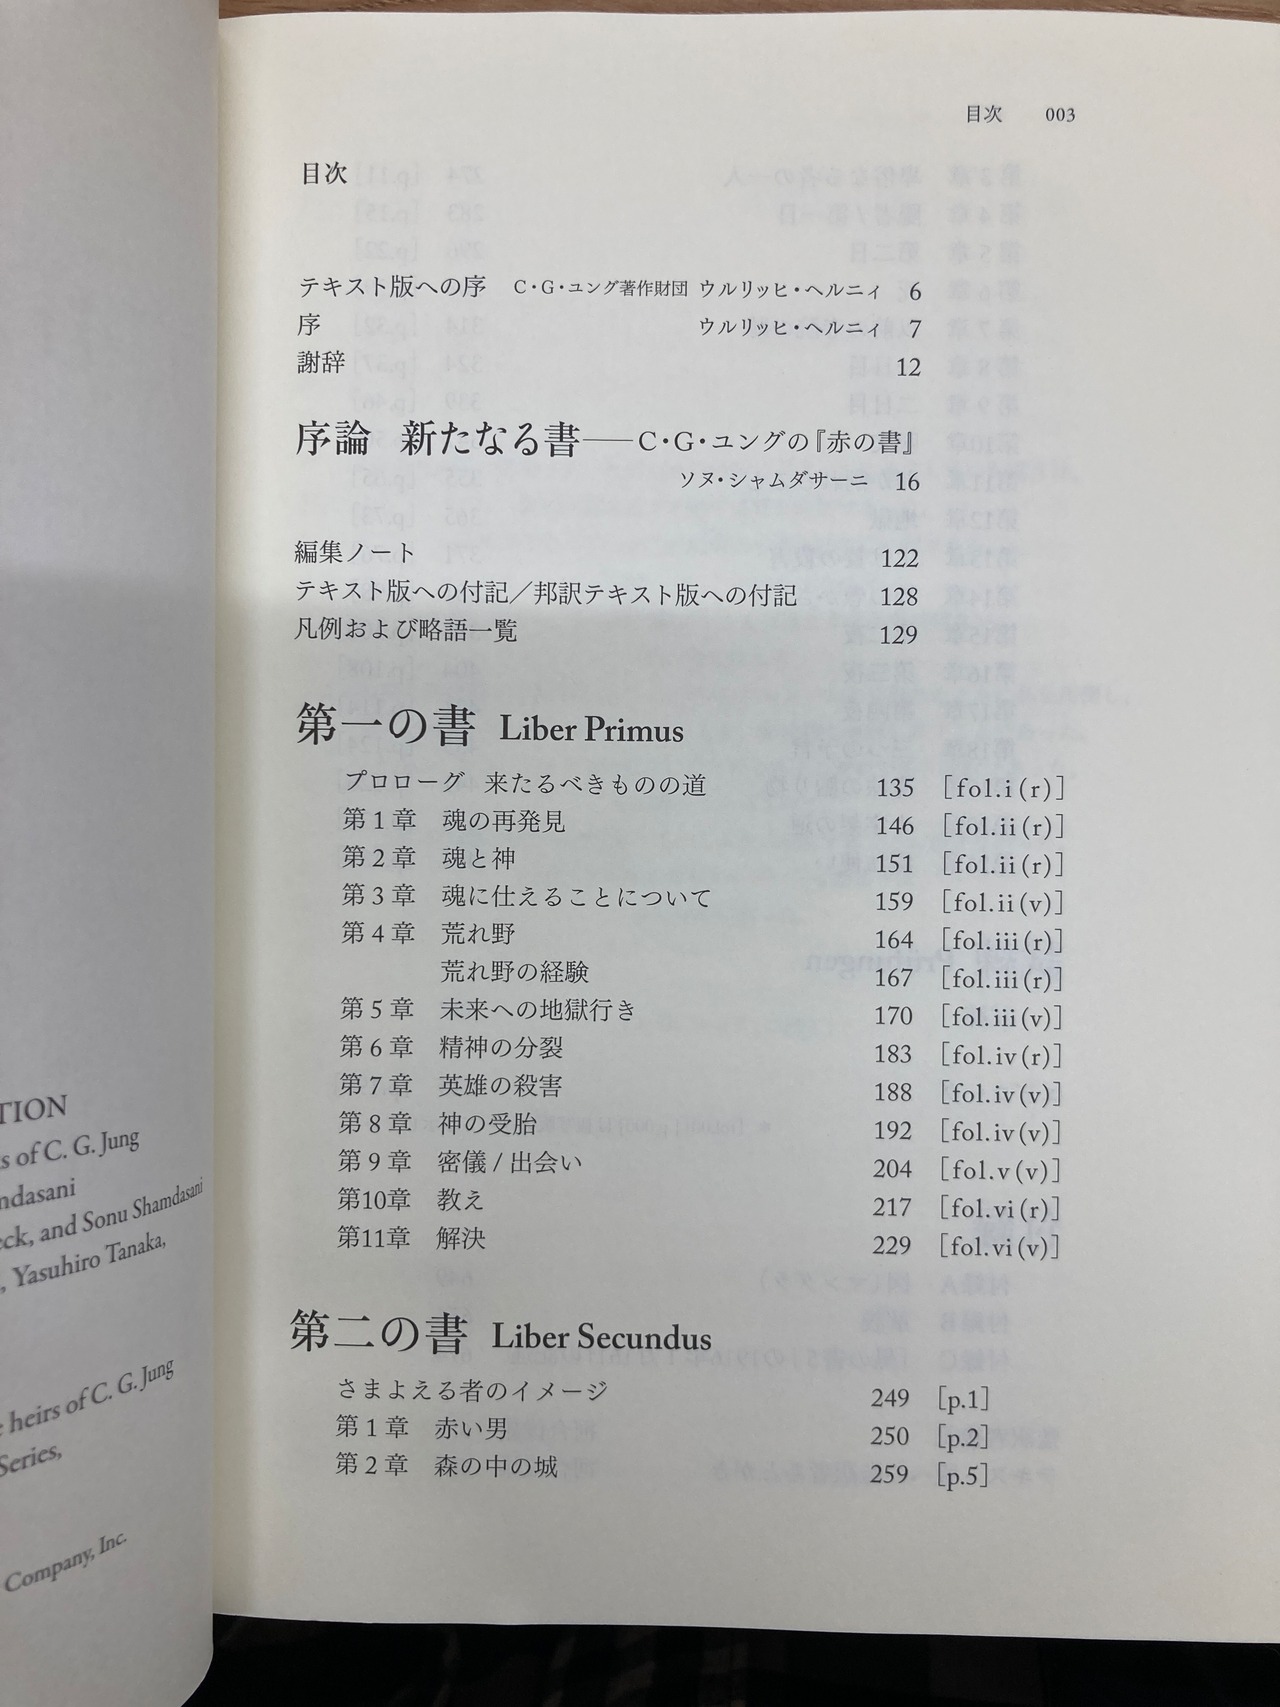 TION
s of C. G. Jung
ndasani
eck, and Sonu Shamdasani
, Yasuhiro Tanaka,
e heirs of C. G. Jung
Series,
Company, Inc.
目次 003
目次
テキスト版への序 C・G・ユング著作財団 ウルリッヒ・ヘルニィ 6
序 ウルリッヒ・ヘルニィ 7
謝辞 12
序論 新たなる書――C・G・ユングの『赤の書』
ソヌ・シャムダサーニ 16
編集ノート 122
テキスト版への付記／邦訳テキスト版への付記 128
凡例および略語一覧 129
第一の書 Liber Primus
プロローグ 来たるべきものの道 135 [fol.i(r)]
第1章 魂の再発見 146 [fol.ii(r)]
第2章 魂と神 151 [fol.ii(r)]
第3章 魂に仕えることについて 159 [fol.ii(v)]
第4章 荒れ野 164 [fol.iii(r)]
荒れ野の経験 167 [fol.iii(r)]
第5章 未来への地獄行き 170 [fol.iii(v)]
第6章 精神の分裂 183 [fol.iv(r)]
第7章 英雄の殺害 188 [fol.iv(v)]
第8章 神の受胎 192 [fol.iv(v)]
第9章 密儀 / 出会い 204 [fol.v(v)]
第10章 教え 217 [fol.vi(r)]
第11章 解決 229 [fol.vi(v)]
第二の書 Liber Secundus
さまよえる者のイメージ 249 [p.1]
第1章 赤い男 250 [p.2]
第2章 森の中の城 259 [p.5]